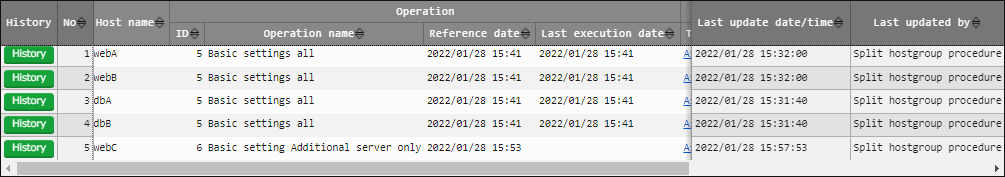 Operation
History No Host name Last update date/time Last updated by
ID Operation name Reference date Last execution date T
History 1 webA 5 Basic settings all 2022/01/28 15:41 2022/01/28 15:41 A 2022/01/28 15:32:00 Split hostgroup procedure
History 2 webB 5 Basic settings all 2022/01/28 15:41 2022/01/28 15:41 A 2022/01/28 15:32:00 Split hostgroup procedure
History 3 dbA 5 Basic settings all 2022/01/28 15:41 2022/01/28 15:41 A 2022/01/28 15:31:40 Split hostgroup procedure
History 4 dbB 5 Basic settings all 2022/01/28 15:41 2022/01/28 15:41 A 2022/01/28 15:31:40 Split hostgroup procedure
History 5 webC 6 Basic setting Additional server only 2022/01/28 15:53 A 2022/01/28 15:57:53 Split hostgroup procedure